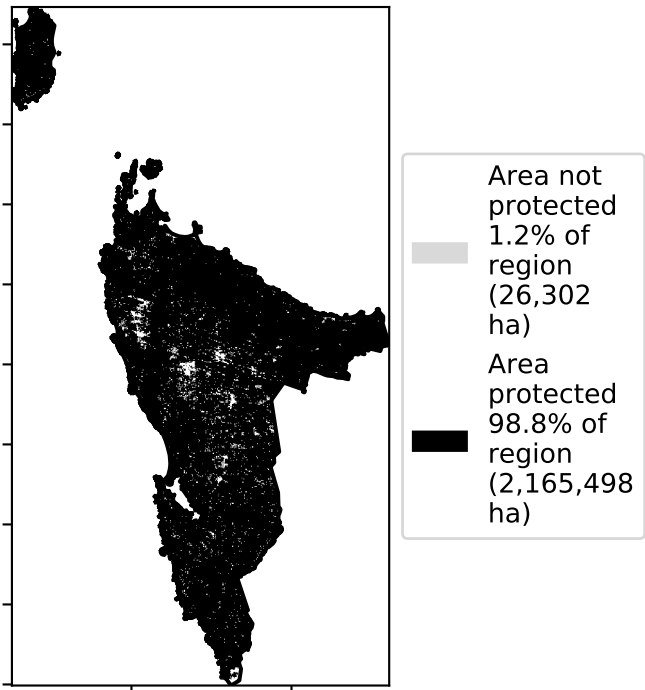 Area not
protected
1.2% of
region
(26,302
ha)
Area
protected
98.8% of
region
(2,165,498
ha)